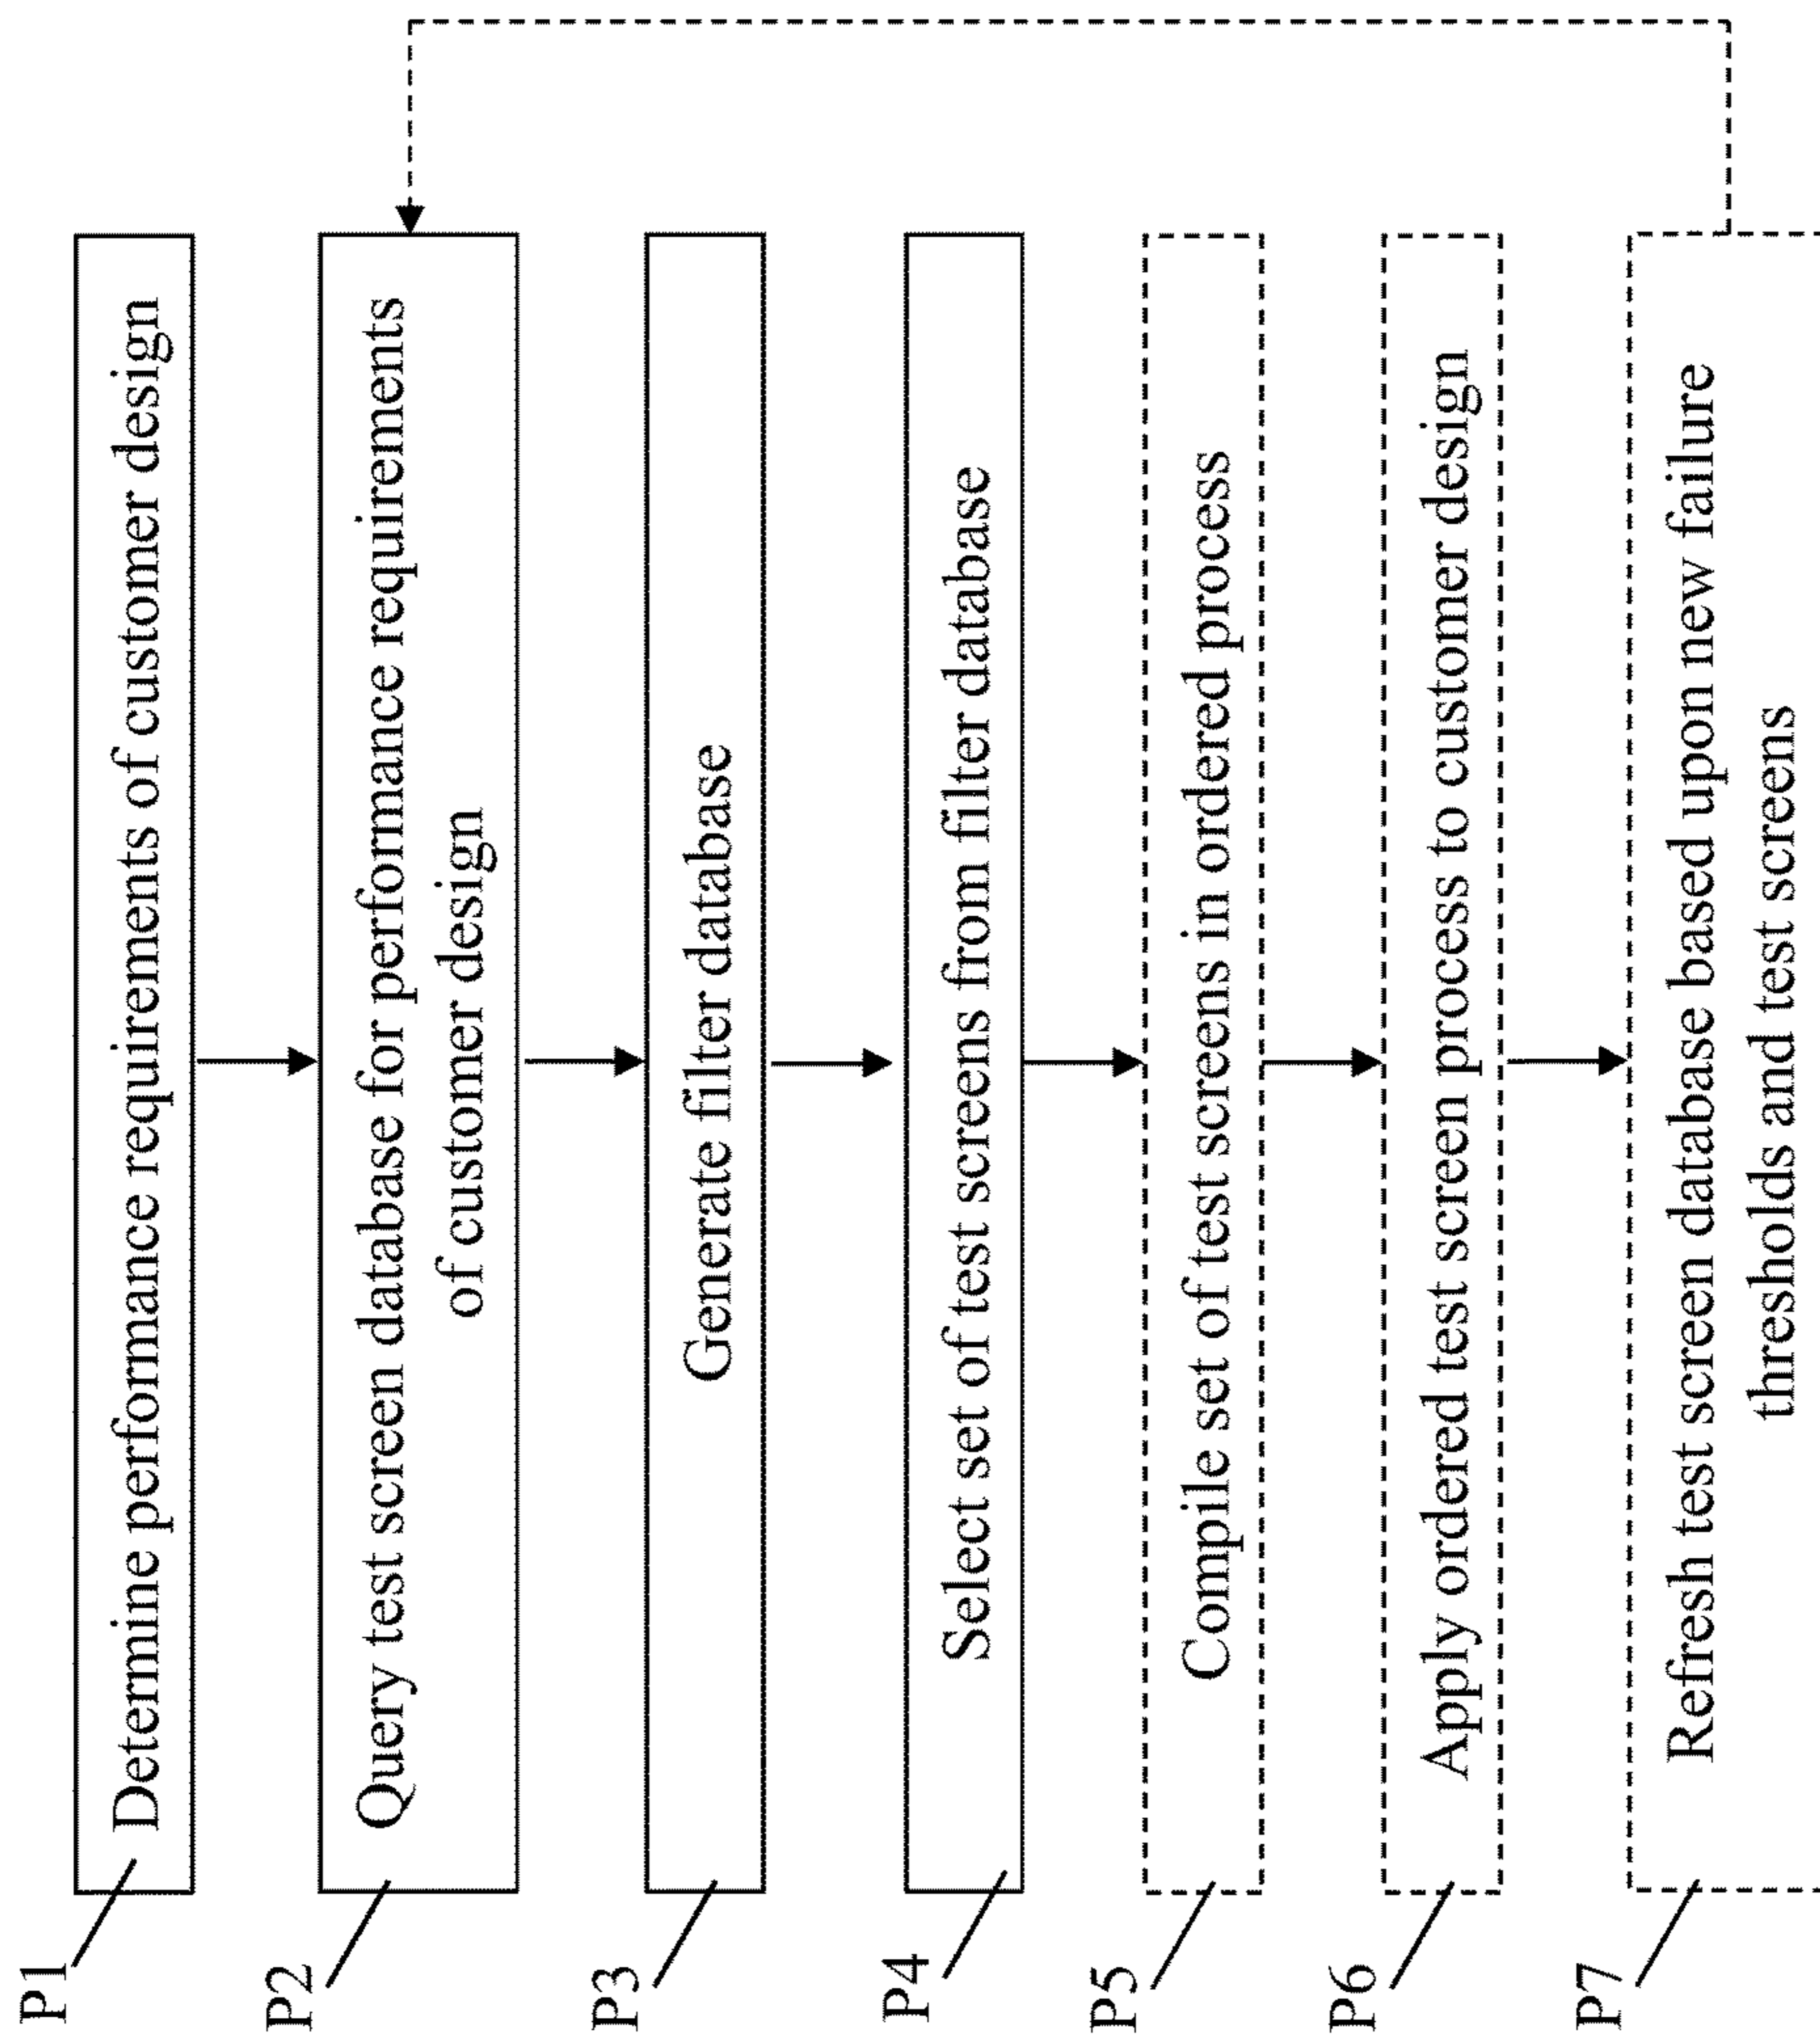 P1
Determine performance requirements of customer design
P2
Query test screen database for performance requirements
of customer design
P3
Generate filter database
P4
Select set of test screens from filter database
P5
Compile set of test screens in ordered process
P6
Apply ordered test screen process to customer design
P7
Refresh test screen database based upon new failure
thresholds and test screens